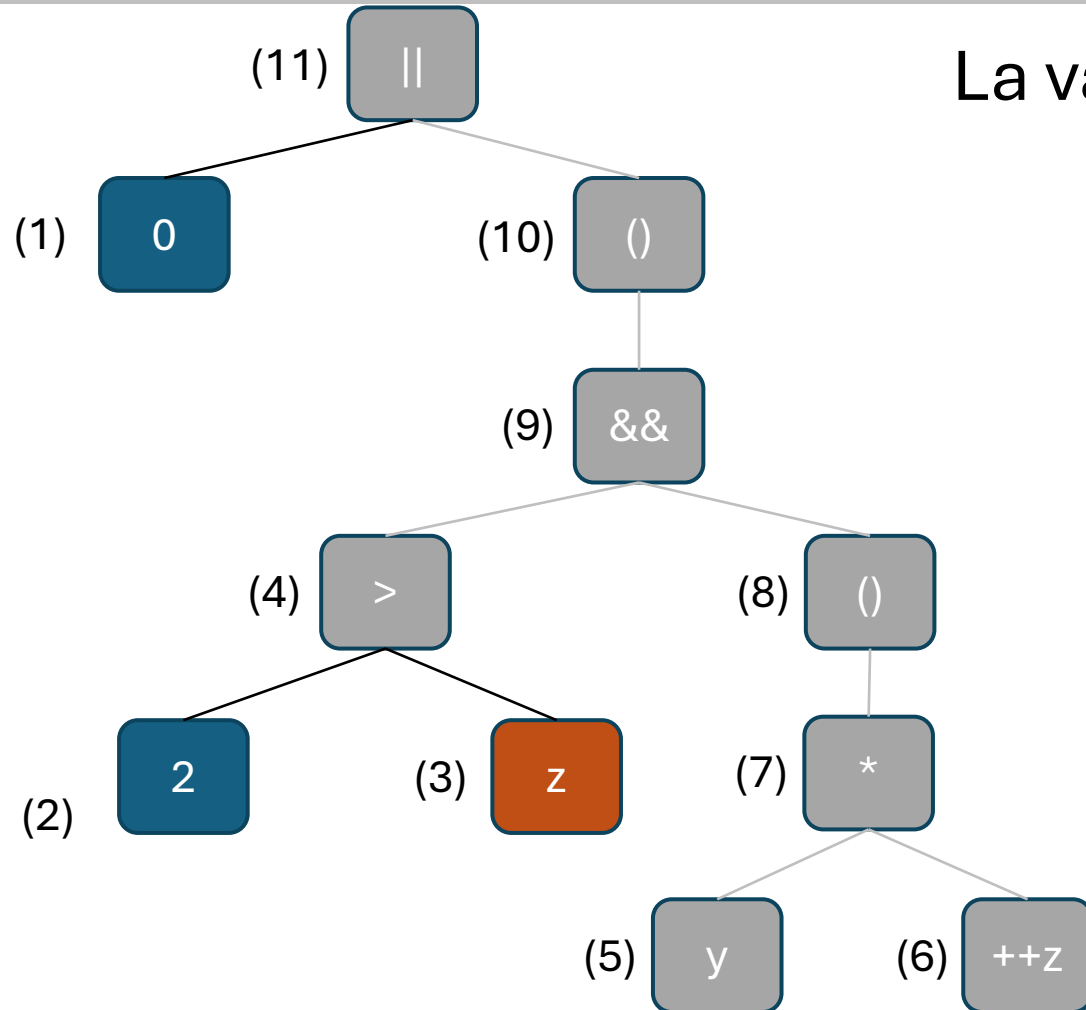 (11) || La va
(1) 0 (10) ()
(9) &&
(4) > (8) ()
(2) 2 (3) z (7) *
(5) y (6) ++z